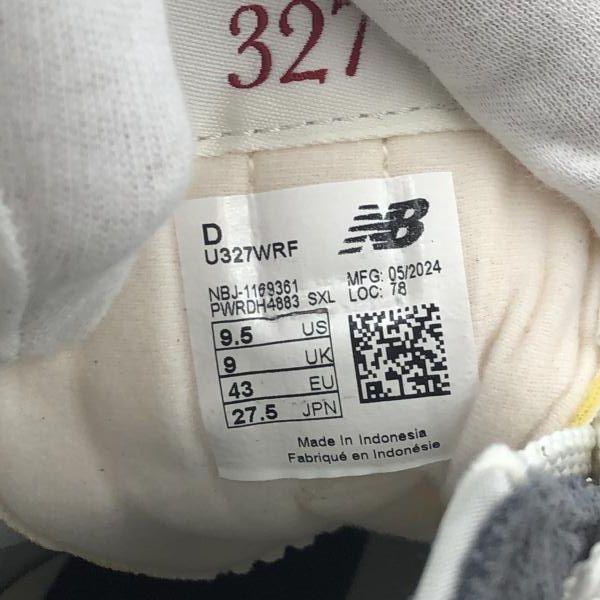 327
D
U327WRF
NB
NBJ-1169361
PWRDH4883 SXL
MFG: 05/2024
LOC: 78
9.5 US
9 UK
43 EU
27.5 JPN
Made In Indonesia
Fabriqué en Indonésie